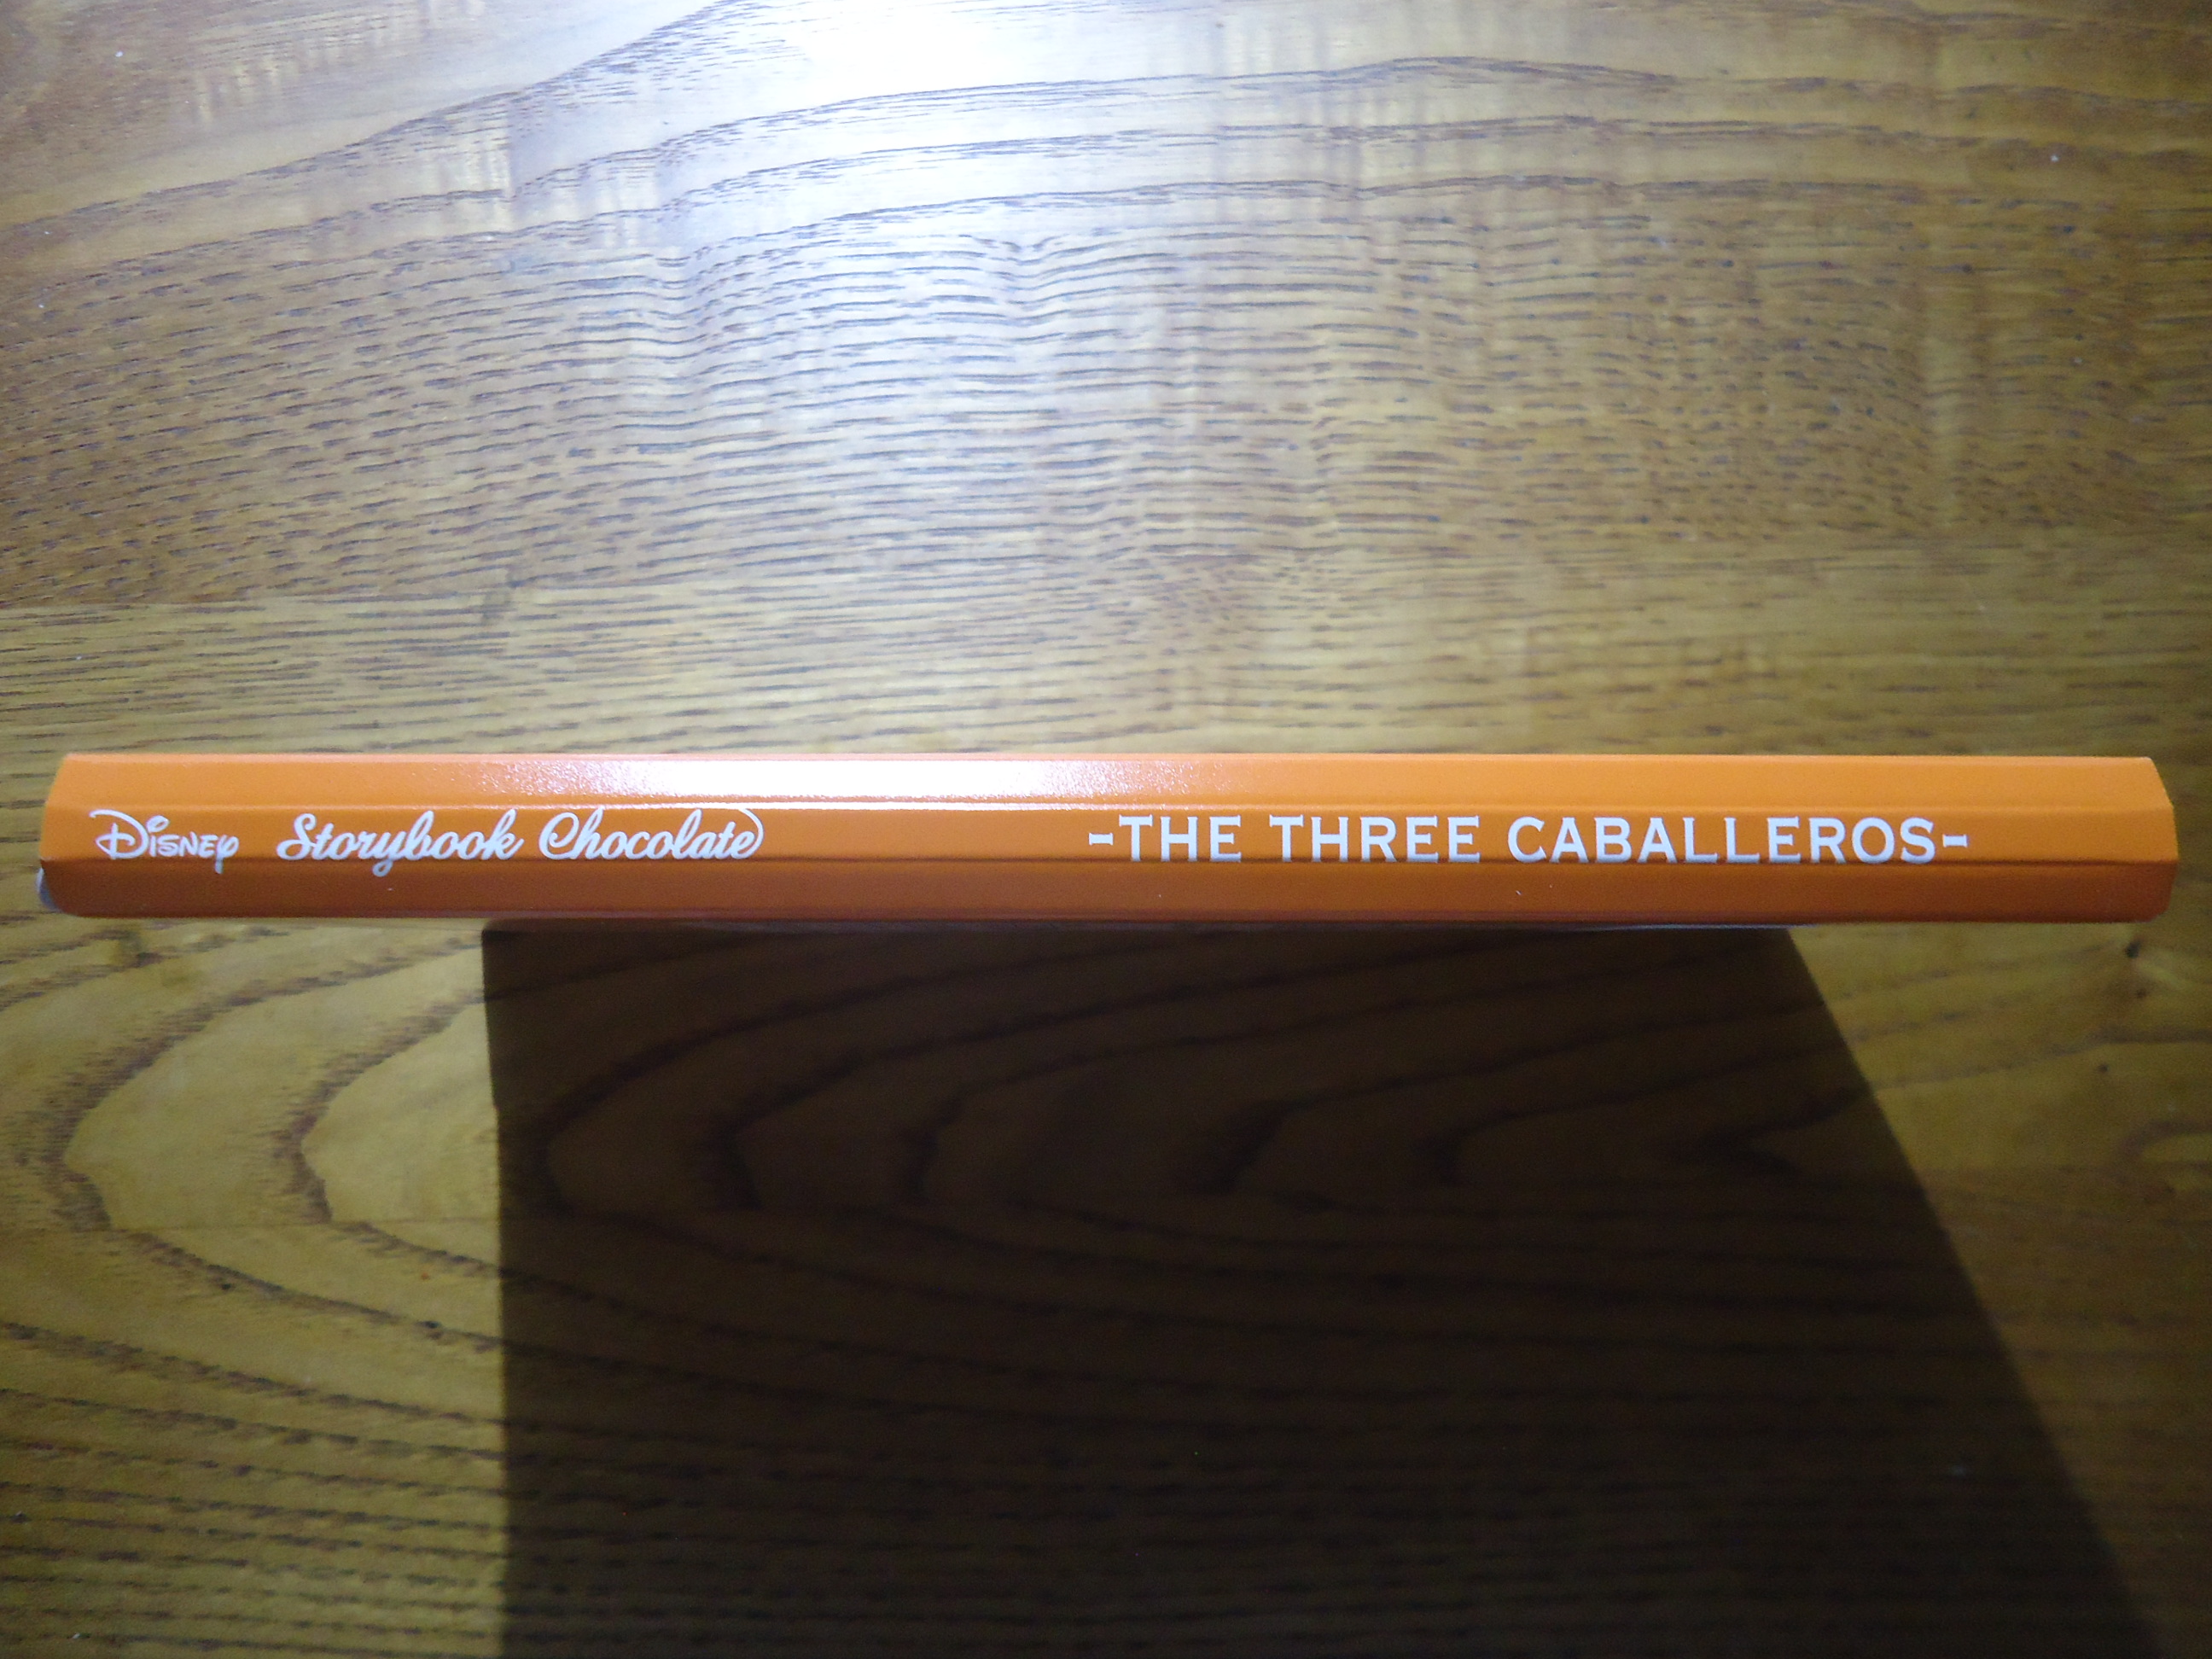 Disney Storybook Chocolate -THE THREE CABALLEROS-